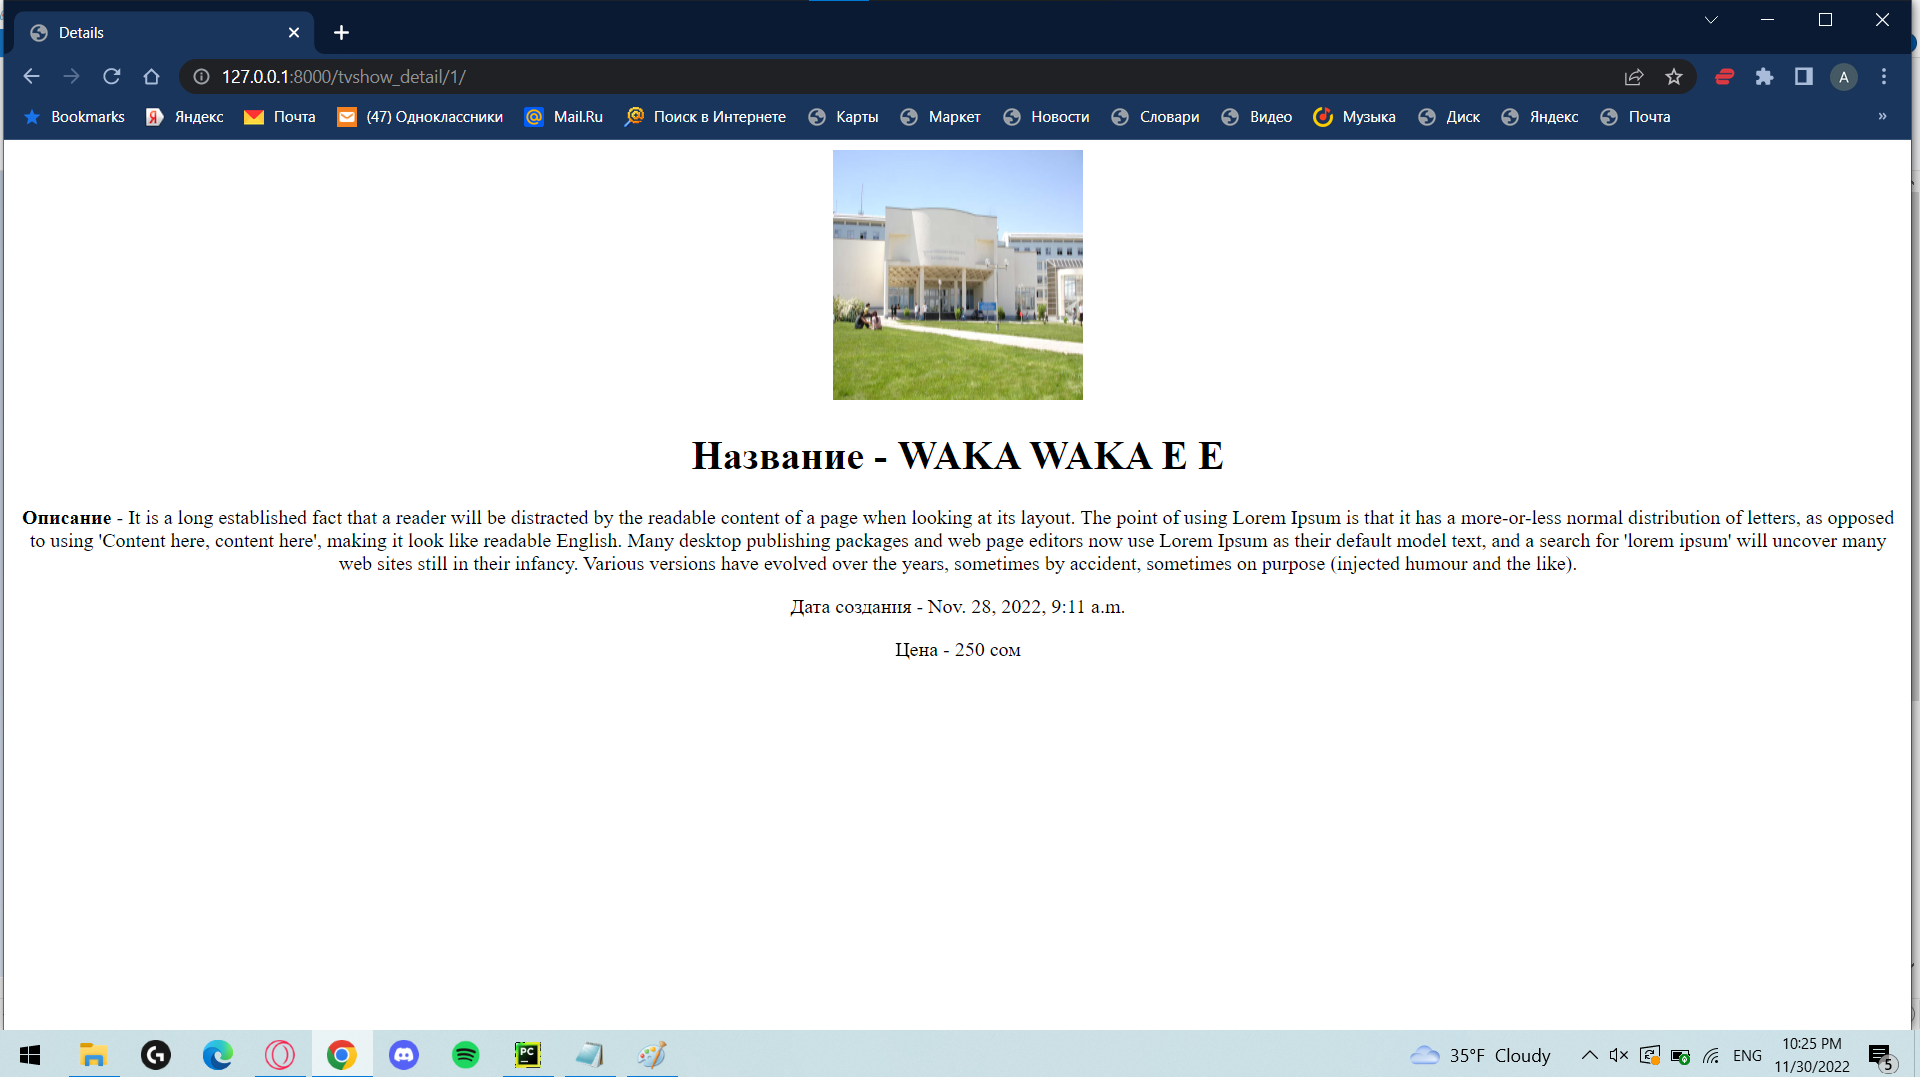 Details
127.0.0.1:8000/tvshow_detail/1/
A
Bookmarks Яндекс Почта (47) Одноклассники Mail.Ru Поиск в Интернете Карты Маркет Новости Словари Видео Музыка Диск Яндекс Почта »
Название - WAKA WAKA E E
Описание - It is a long established fact that a reader will be distracted by the readable content of a page when looking at its layout. The point of using Lorem Ipsum is that it has a more-or-less normal distribution of letters, as opposed
to using 'Content here, content here', making it look like readable English. Many desktop publishing packages and web page editors now use Lorem Ipsum as their default model text, and a search for 'lorem ipsum' will uncover many
web sites still in their infancy. Various versions have evolved over the years, sometimes by accident, sometimes on purpose (injected humour and the like).
Дата создания - Nov. 28, 2022, 9:11 a.m.
Цена - 250 сом
PC
35°F Cloudy
ENG
10:25 PM
11/30/2022
5